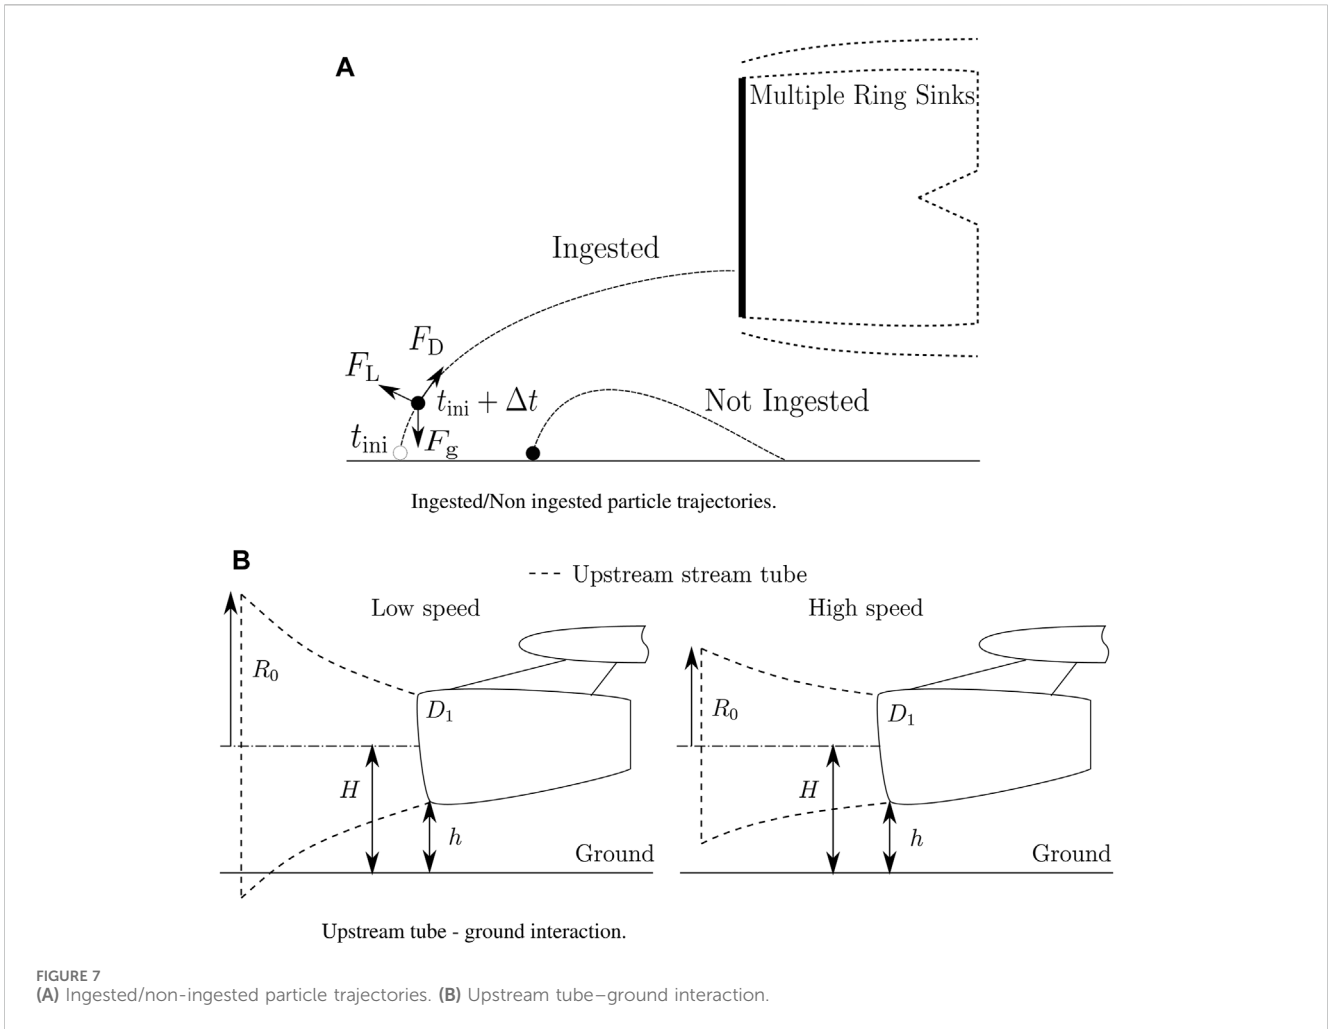 A
Multiple Ring Sinks
Ingested
F_D
F_L
t_ini + Δt
Not Ingested
t_ini
F_g
Ingested/Non ingested particle trajectories.
B
Upstream stream tube
Low speed
High speed
R_0
D_1
H
h
Ground
R_0
D_1
H
h
Ground
Upstream tube - ground interaction.
FIGURE 7
(A) Ingested/non-ingested particle trajectories. (B) Upstream tube–ground interaction.